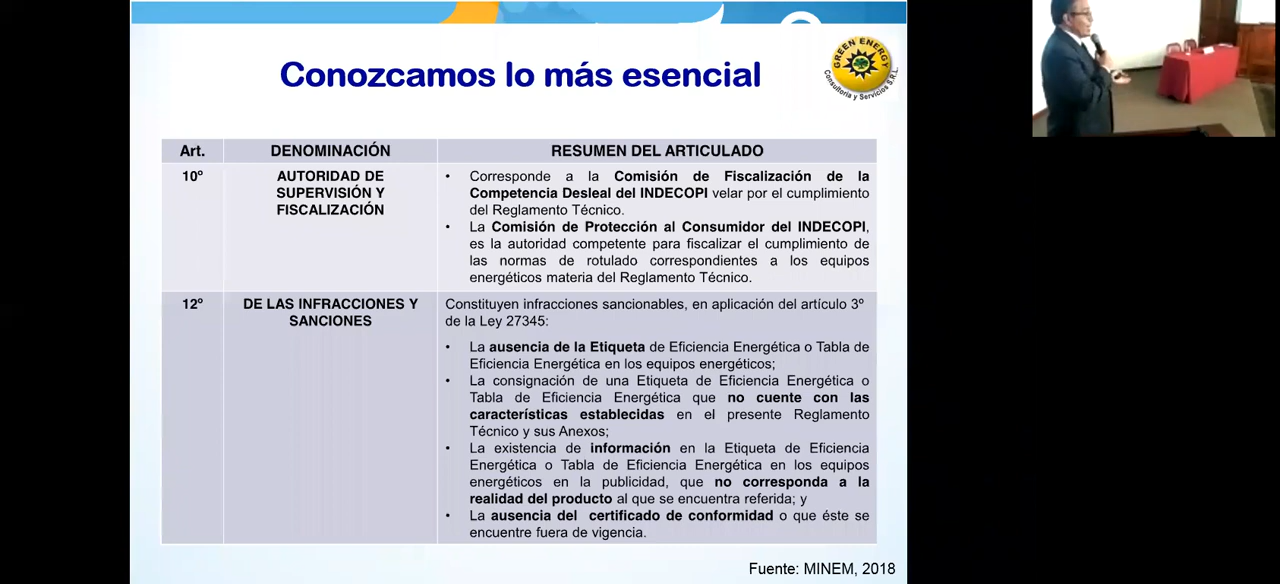 Conozcamos lo más esencial
GREEN ENERGY
Consultoría y Servicios S.R.L.
Art. DENOMINACIÓN RESUMEN DEL ARTICULADO
10º AUTORIDAD DE
SUPERVISIÓN Y
FISCALIZACIÓN
• Corresponde a la Comisión de Fiscalización de la
Competencia Desleal del INDECOPI velar por el cumplimiento
del Reglamento Técnico.
• La Comisión de Protección al Consumidor del INDECOPI,
es la autoridad competente para fiscalizar el cumplimiento de
las normas de rotulado correspondientes a los equipos
energéticos materia del Reglamento Técnico.
12º DE LAS INFRACCIONES Y
SANCIONES
Constituyen infracciones sancionables, en aplicación del artículo 3º
de la Ley 27345:
• La ausencia de la Etiqueta de Eficiencia Energética o Tabla de
Eficiencia Energética en los equipos energéticos;
• La consignación de una Etiqueta de Eficiencia Energética o
Tabla de Eficiencia Energética que no cuente con las
características establecidas en el presente Reglamento
Técnico y sus Anexos;
• La existencia de información en la Etiqueta de Eficiencia
Energética o Tabla de Eficiencia Energética en los equipos
energéticos en la publicidad, que no corresponda a la
realidad del producto al que se encuentra referida; y
• La ausencia del certificado de conformidad o que éste se
encuentre fuera de vigencia.
Fuente: MINEM, 2018